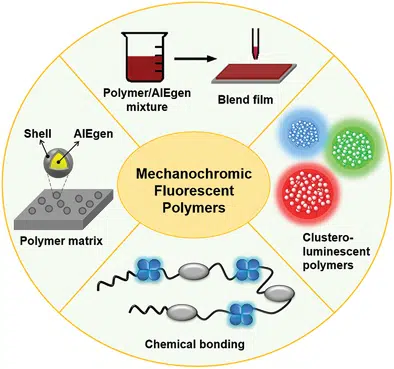 Polymer/AIEgen
mixture
Blend film
Shell
AIEgen
Polymer matrix
Mechanochromic
Fluorescent
Polymers
Clustero-
luminescent
polymers
Chemical bonding